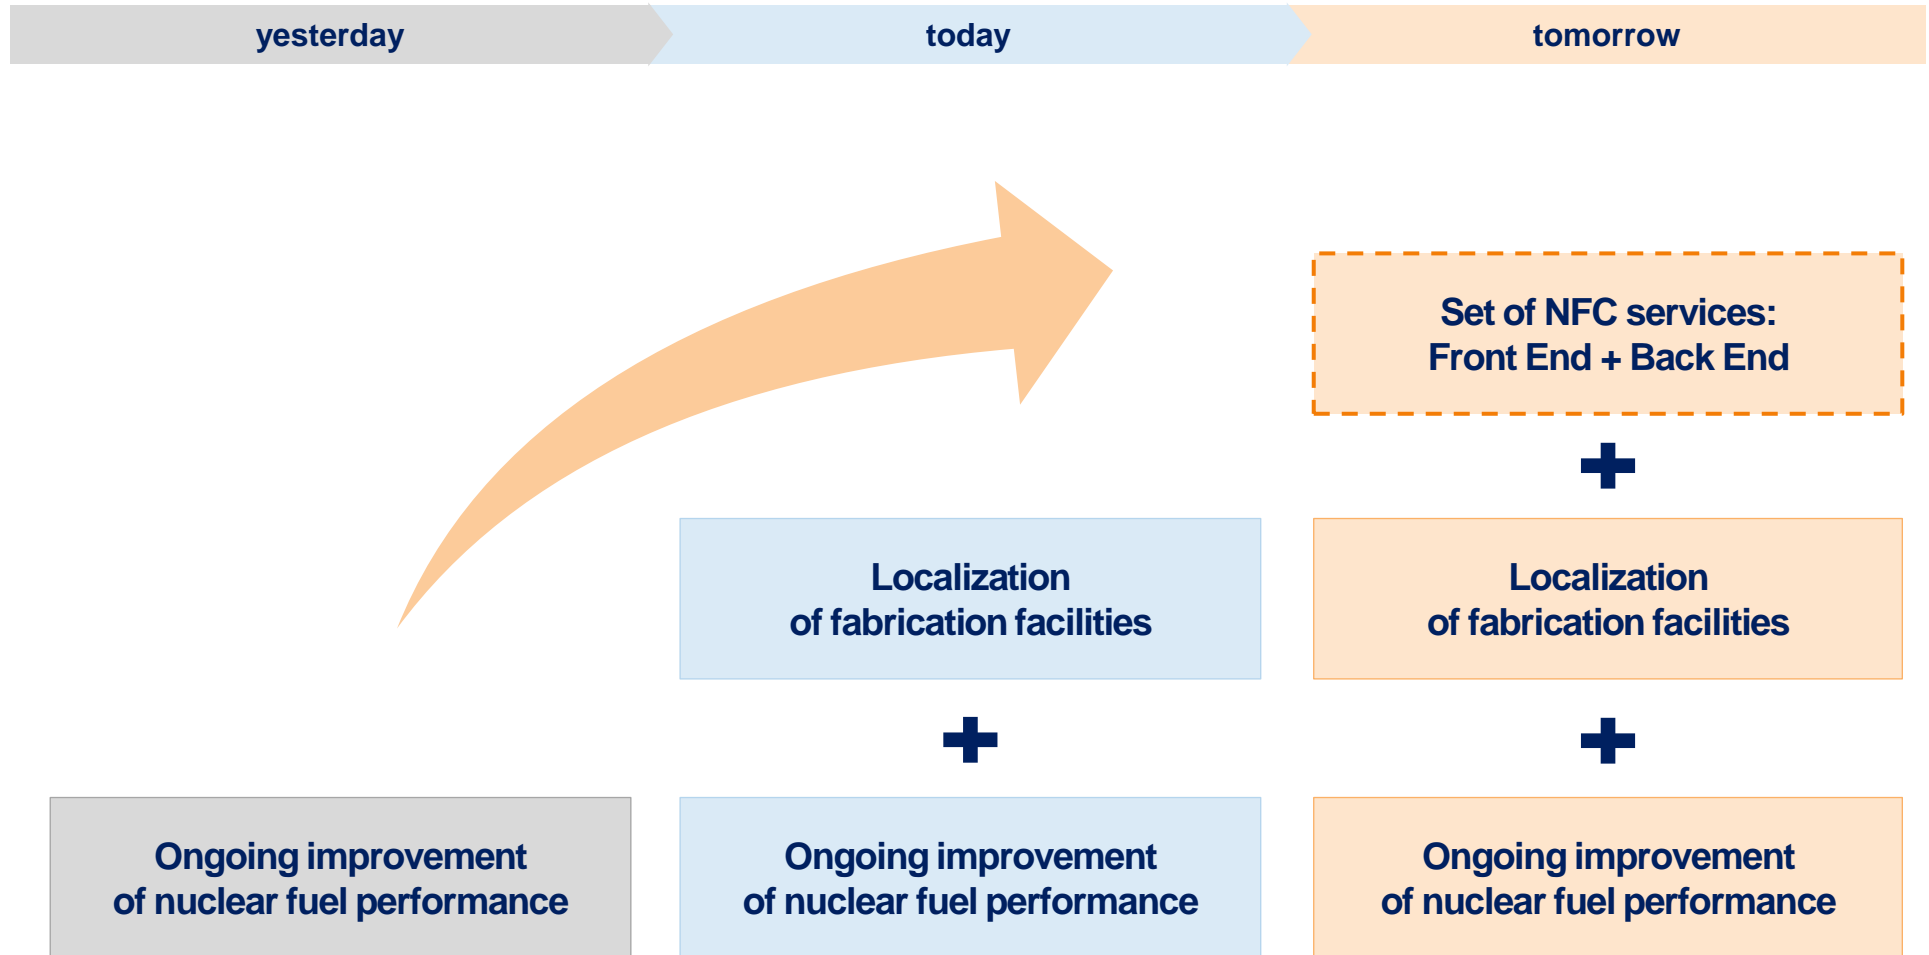 yesterday
today
tomorrow
Set of NFC services:
Front End + Back End
Localization
of fabrication facilities
Localization
of fabrication facilities
Ongoing improvement
of nuclear fuel performance
Ongoing improvement
of nuclear fuel performance
Ongoing improvement
of nuclear fuel performance